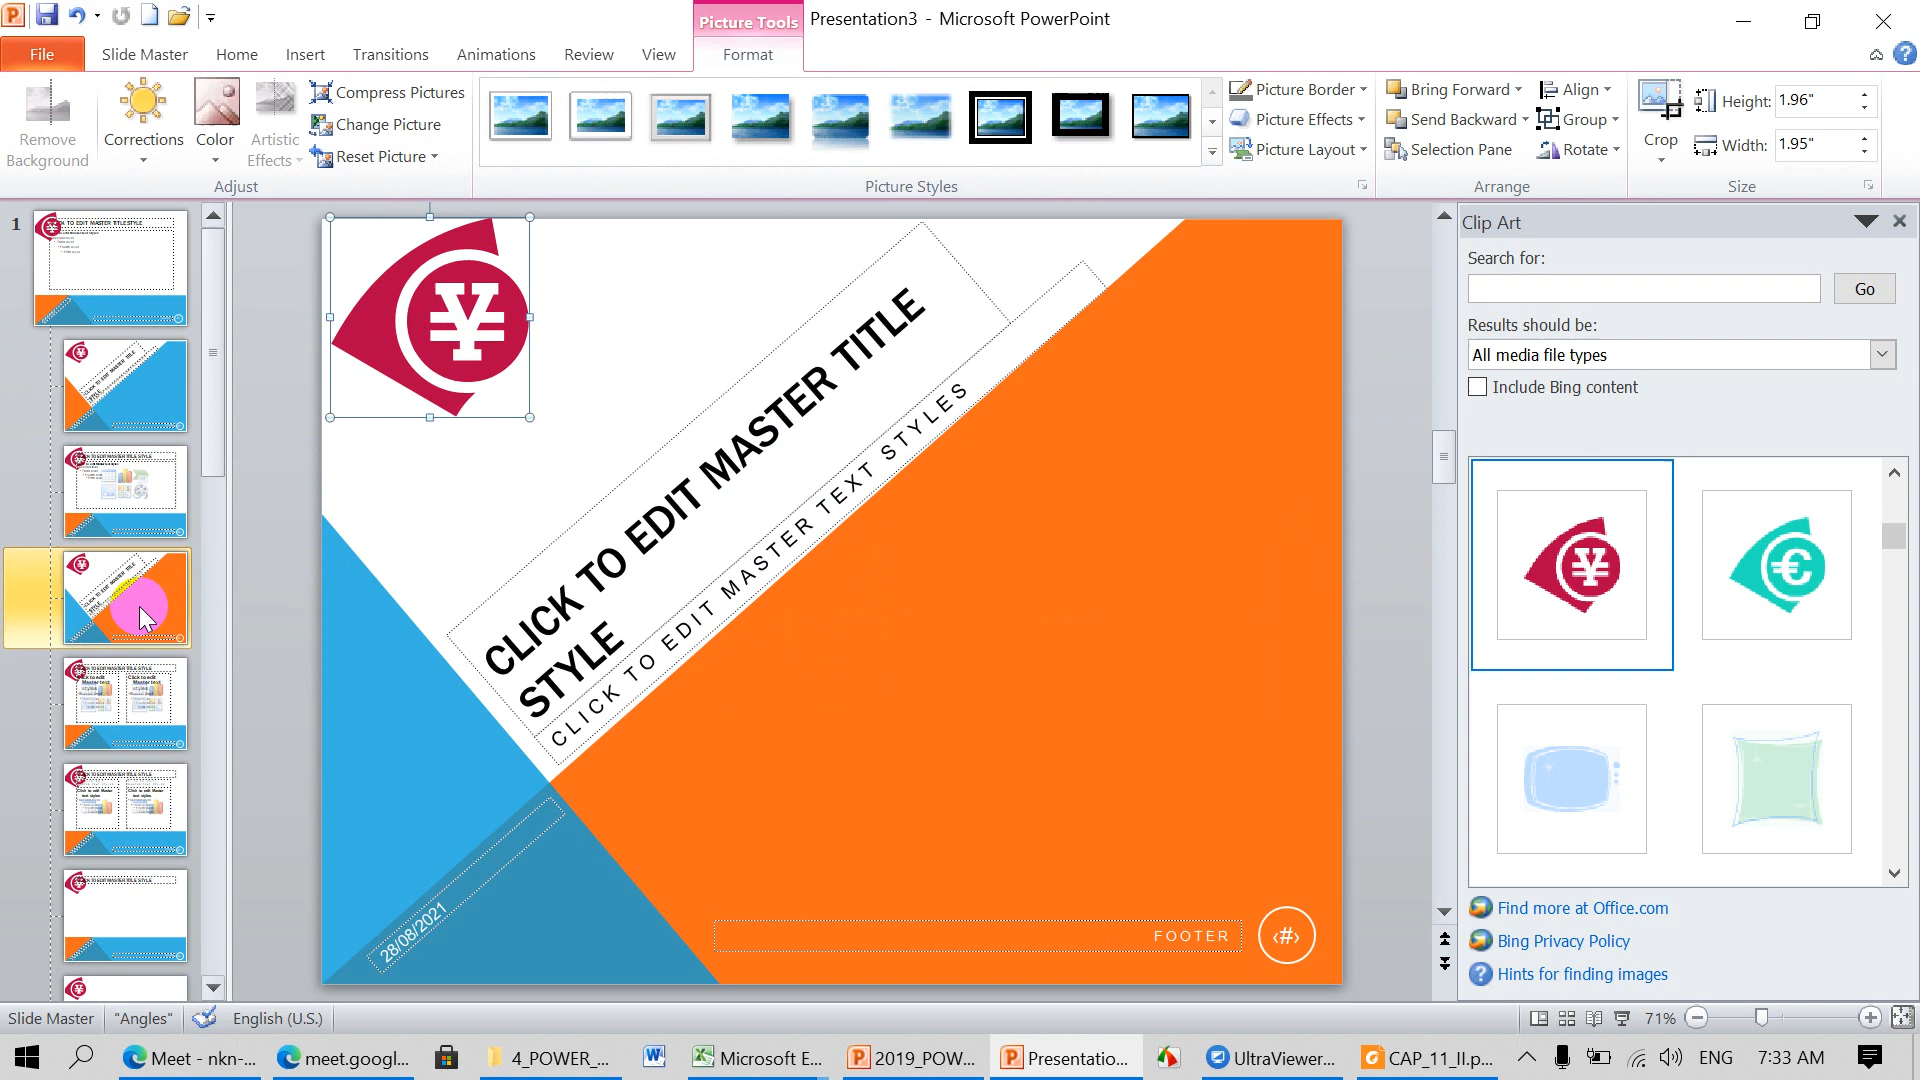 Picture Tools
Presentation3 - Microsoft PowerPoint
File
Slide Master
Home
Insert
Transitions
Animations
Review
View
Format
Remove
Background
Corrections
Color
Artistic
Effects
Compress Pictures
Change Picture
Reset Picture
Adjust
Picture Styles
Picture Border
Picture Effects
Picture Layout
Bring Forward
Send Backward
Selection Pane
Align
Group
Rotate
Arrange
Crop
Height:
1.96"
Width:
1.95"
Size
1
CLICK TO EDIT MASTER TITLE
STYLE
CLICK TO EDIT MASTER TEXT STYLES
28/08/2021
FOOTER
‹#›
Clip Art
Search for:
Go
Results should be:
All media file types
Include Bing content
Find more at Office.com
Bing Privacy Policy
Hints for finding images
Slide Master
"Angles"
English (U.S.)
71%
Meet - nkn-...
meet.googl...
4_POWER_...
Microsoft E...
2019_POW...
Presentatio...
UltraViewer...
CAP_11_II.p...
ENG
7:33 AM